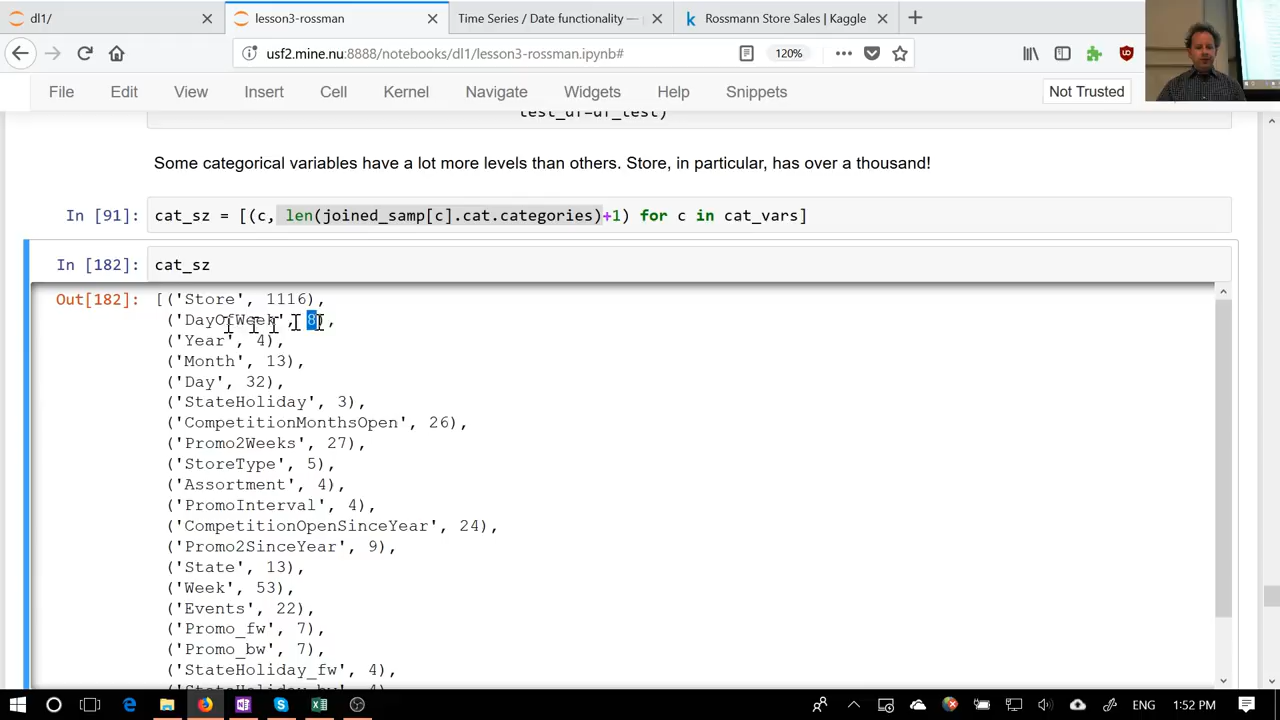 dl1/
lesson3-rossman
Time Series / Date functionality —
Rossmann Store Sales | Kaggle
usf2.mine.nu:8888/notebooks/dl1/lesson3-rossman.ipynb#
120%
File Edit View Insert Cell Kernel Navigate Widgets Help Snippets
Not Trusted
test_df=df_test)
Some categorical variables have a lot more levels than others. Store, in particular, has over a thousand!
In [91]: cat_sz = [(c, len(joined_samp[c].cat.categories)+1) for c in cat_vars]
In [182]: cat_sz
Out[182]: [('Store', 1116),
('DayOfWeek', 8),
('Year', 4),
('Month', 13),
('Day', 32),
('StateHoliday', 3),
('CompetitionMonthsOpen', 26),
('Promo2Weeks', 27),
('StoreType', 5),
('Assortment', 4),
('PromoInterval', 4),
('CompetitionOpenSinceYear', 24),
('Promo2SinceYear', 9),
('State', 13),
('Week', 53),
('Events', 22),
('Promo_fw', 7),
('Promo_bw', 7),
('StateHoliday_fw', 4),
('StateHoliday_bw', 4),
ENG
1:52 PM